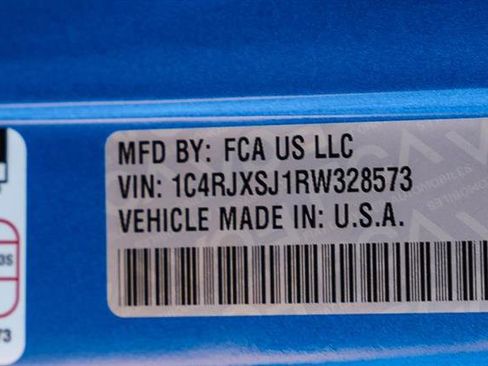 MFD BY: FCA US LLC
VIN: 1C4RJXSJ1RW328573
VEHICLE MADE IN: U.S.A.